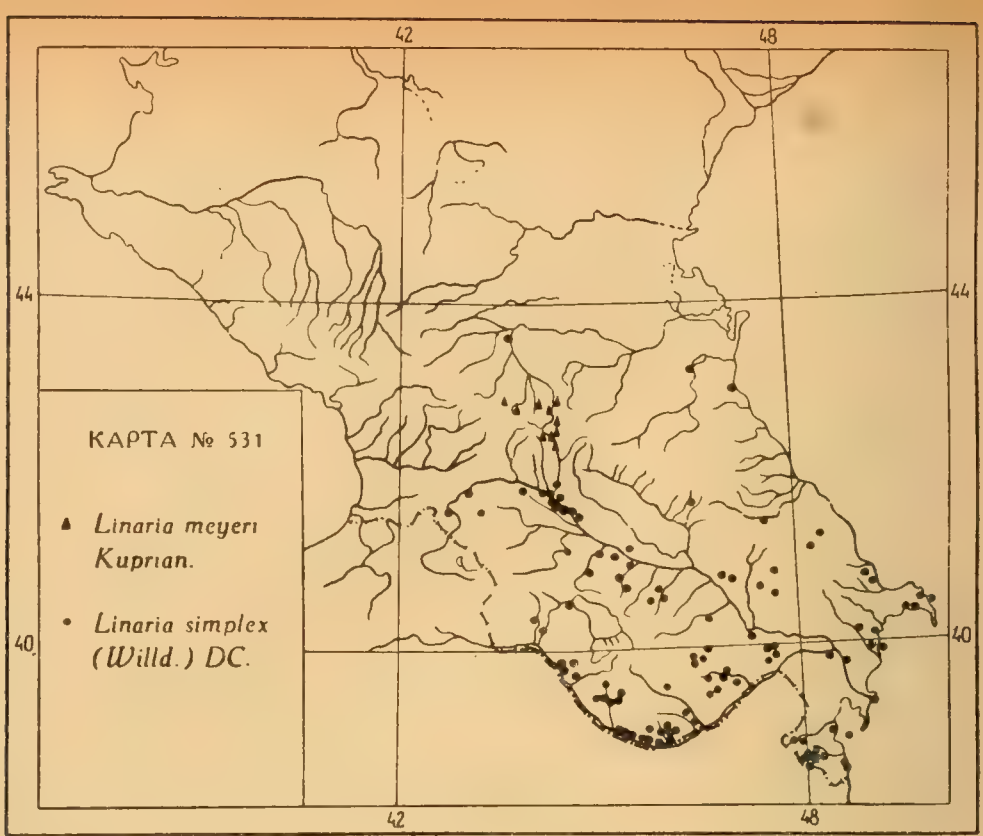 42 48
44 44
КАРТА № 531
Linaria meyeri
Kuprian.
Linaria simplex
(Willd.) DC.
40 40
42 48